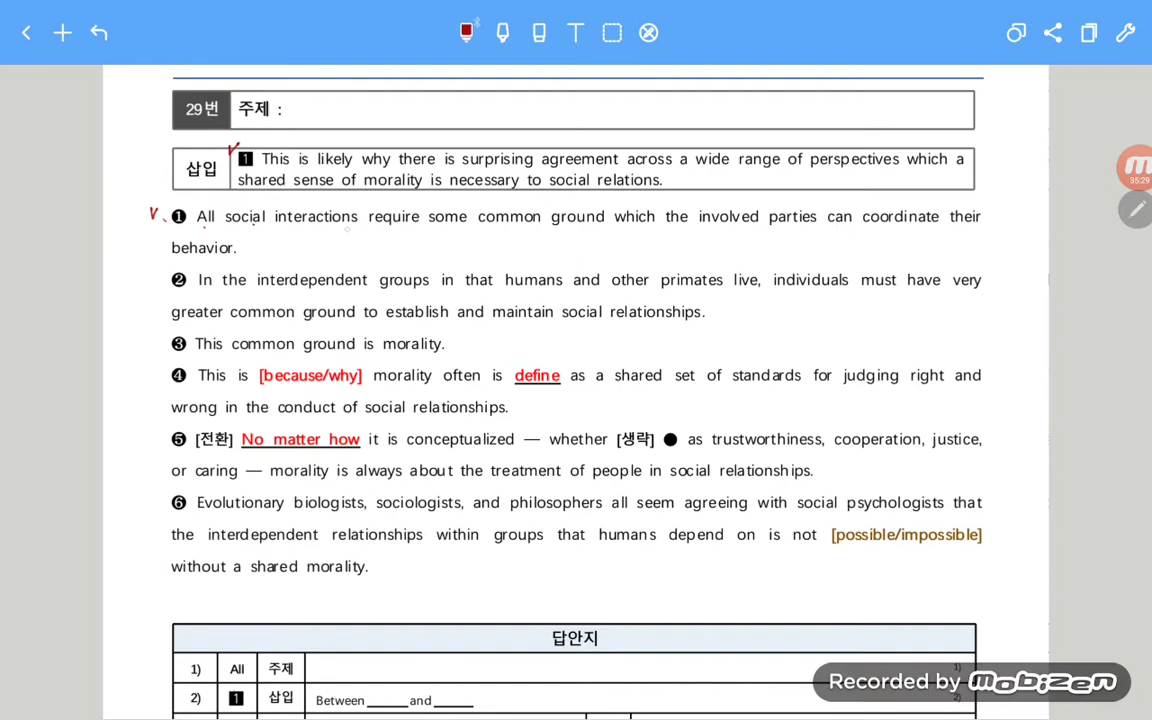 35:29
29번 주제 :
삽입 1 This is likely why there is surprising agreement across a wide range of perspectives which a
shared sense of morality is necessary to social relations.
❶ All social interactions require some common ground which the involved parties can coordinate their
behavior.
❷ In the interdependent groups in that humans and other primates live, individuals must have very
greater common ground to establish and maintain social relationships.
❸ This common ground is morality.
❹ This is [because/why] morality often is define as a shared set of standards for judging right and
wrong in the conduct of social relationships.
❺ [전환] No matter how it is conceptualized — whether [생략] ● as trustworthiness, cooperation, justice,
or caring — morality is always about the treatment of people in social relationships.
❻ Evolutionary biologists, sociologists, and philosophers all seem agreeing with social psychologists that
the interdependent relationships within groups that humans depend on is not [possible/impossible]
without a shared morality.
답안지
1) All 주제 1)
2) 1 삽입 Between ______ and ______ 2)
Recorded by mobizen